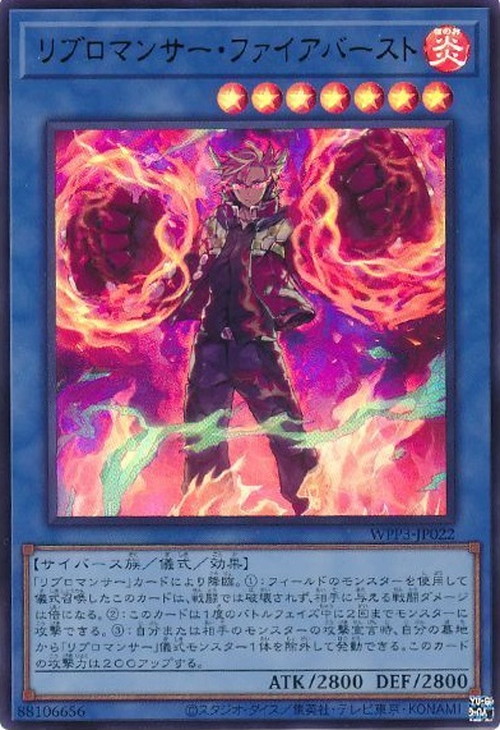 リブロマンサー・ファイアバースト
炎
WPP3-JP022
【サイバース族／儀式／効果】
「リブロマンサー」カードにより降臨。①：フィールドのモンスターを使用して
儀式召喚したこのカードは、戦闘では破壊されず、相手に与える戦闘ダメージ
は倍になる。②：このカードは１度のバトルフェイズ中に２回までモンスターに
攻撃できる。③：自分または相手のモンスターの攻撃宣言時、自分の墓地
から「リブロマンサー」儀式モンスター１体を除外して発動できる。このカード
の攻撃力は２００アップする。
ATK/2800 DEF/2800
88106656 ©スタジオ・ダイス／集英社・テレビ東京・KONAMI